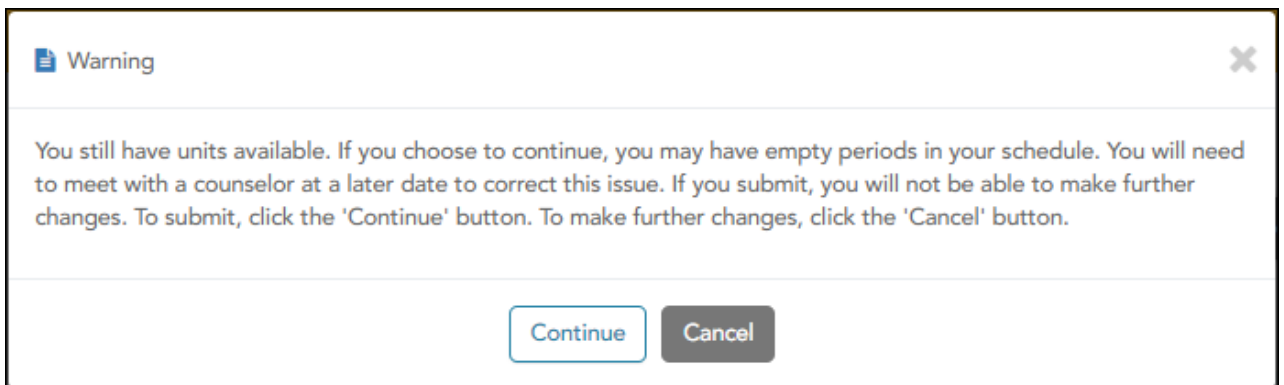 Warning
You still have units available. If you choose to continue, you may have empty periods in your schedule. You will need
to meet with a counselor at a later date to correct this issue. If you submit, you will not be able to make further
changes. To submit, click the 'Continue' button. To make further changes, click the 'Cancel' button.
Continue Cancel